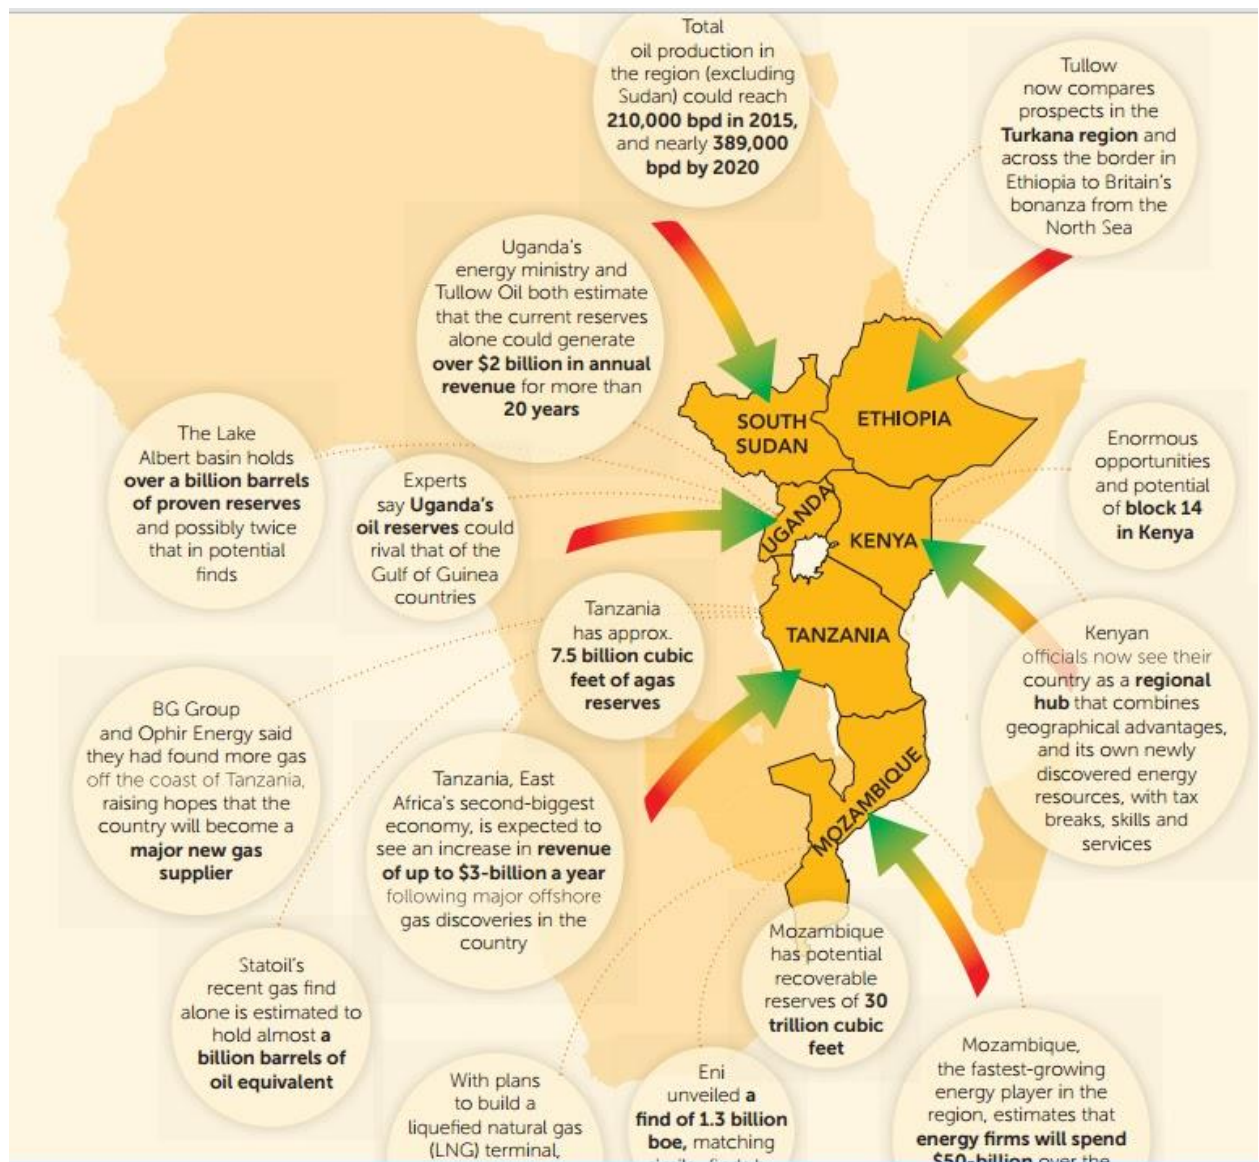 Total
oil production in
the region (excluding
Sudan) could reach
210,000 bpd in 2015,
and nearly 389,000
bpd by 2020
Tullow
now compares
prospects in the
Turkana region and
across the border in
Ethiopia to Britain's
bonanza from the
North Sea
Uganda's
energy ministry and
Tullow Oil both estimate
that the current reserves
alone could generate
over $2 billion in annual
revenue for more than
20 years
The Lake
Albert basin holds
over a billion barrels
of proven reserves
and possibly twice
that in potential
finds
Experts
say Uganda's
oil reserves could
rival that of the
Gulf of Guinea
countries
SOUTH
SUDAN
ETHIOPIA
UGANDA
KENYA
TANZANIA
MOZAMBIQUE
Enormous
opportunities
and potential
of block 14
in Kenya
Tanzania
has approx.
7.5 billion cubic
feet of agas
reserves
Kenyan
officials now see their
country as a regional
hub that combines
geographical advantages,
and its own newly
discovered energy
resources, with tax
breaks, skills and
services
BG Group
and Ophir Energy said
they had found more gas
off the coast of Tanzania,
raising hopes that the
country will become a
major new gas
supplier
Tanzania, East
Africa's second-biggest
economy, is expected to
see an increase in revenue
of up to $3-billion a year
following major offshore
gas discoveries in the
country
Statoil's
recent gas find
alone is estimated to
hold almost a
billion barrels of
oil equivalent
Mozambique
has potential
recoverable
reserves of 30
trillion cubic
feet
With plans
to build a
liquefied natural gas
(LNG) terminal,
Eni
unveiled a
find of 1.3 billion
boe, matching
Mozambique,
the fastest-growing
energy player in the
region, estimates that
energy firms will spend
$50-billion over the